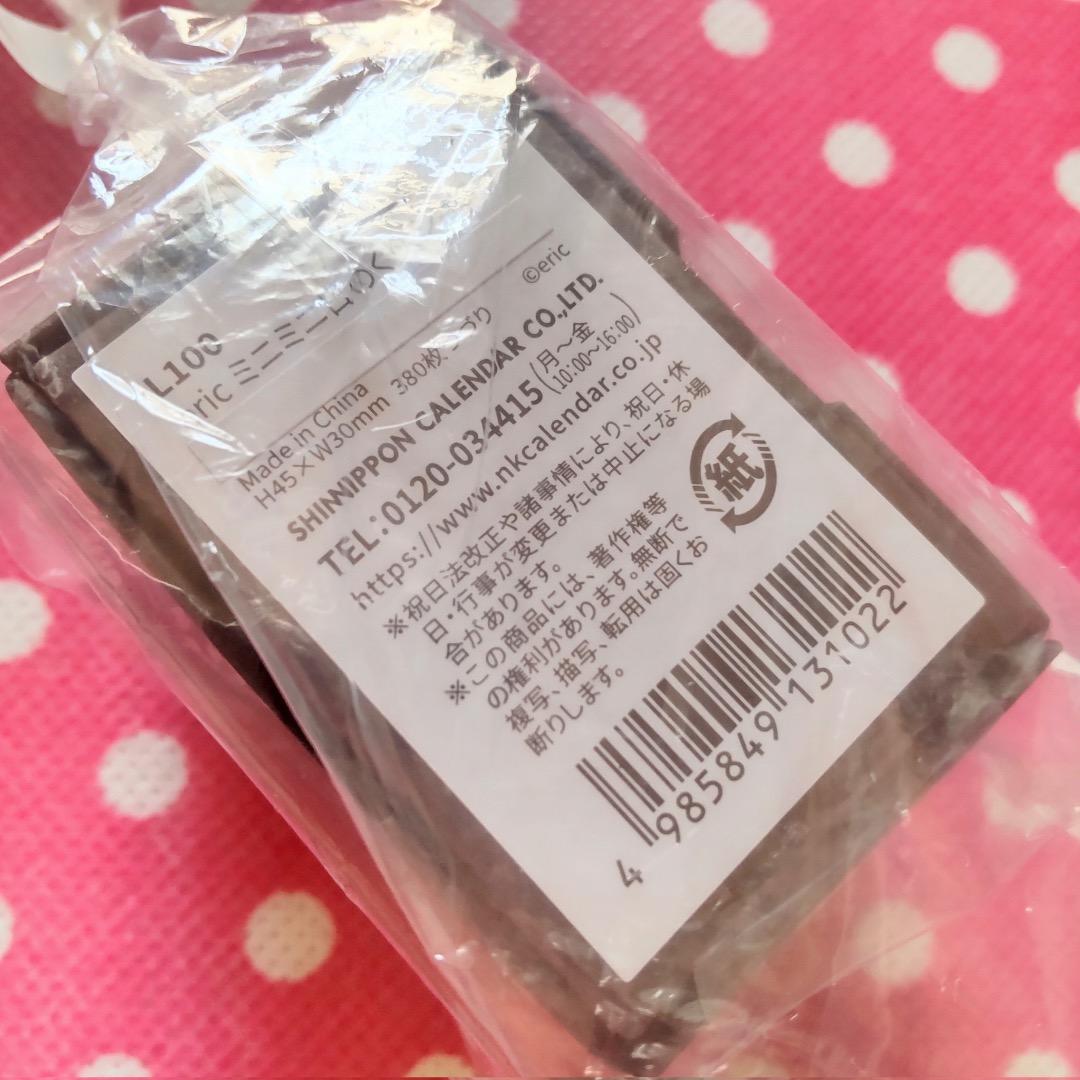 L100
eric ミニミニ日めくり
©eric
Made in China
H45×W30mm 380枚つづり
SHINNIPPON CALENDAR CO.,LTD.
TEL:0120-034415 (月〜金 10:00〜16:00)
https://www.nkcalendar.co.jp
※祝日法改正や諸事情により、祝日・休
日・行事が変更または中止になる場
合があります。
※この商品には、著作権等
の権利があります。無断で
複写、描写、転用は固くお
断りします。
紙
4 985849 131022